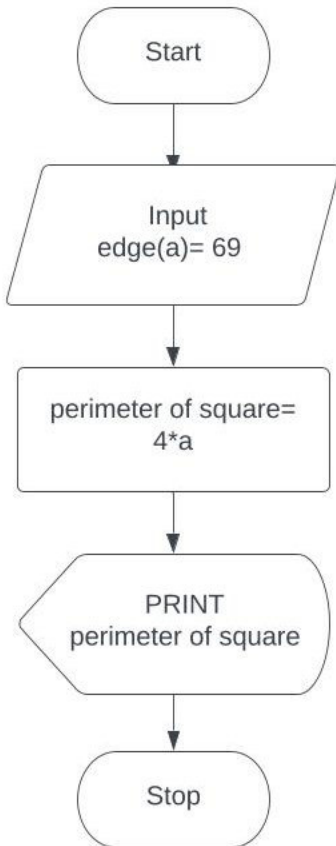 Start
Input
edge(a)= 69
perimeter of square=
4*a
PRINT
perimeter of square
Stop